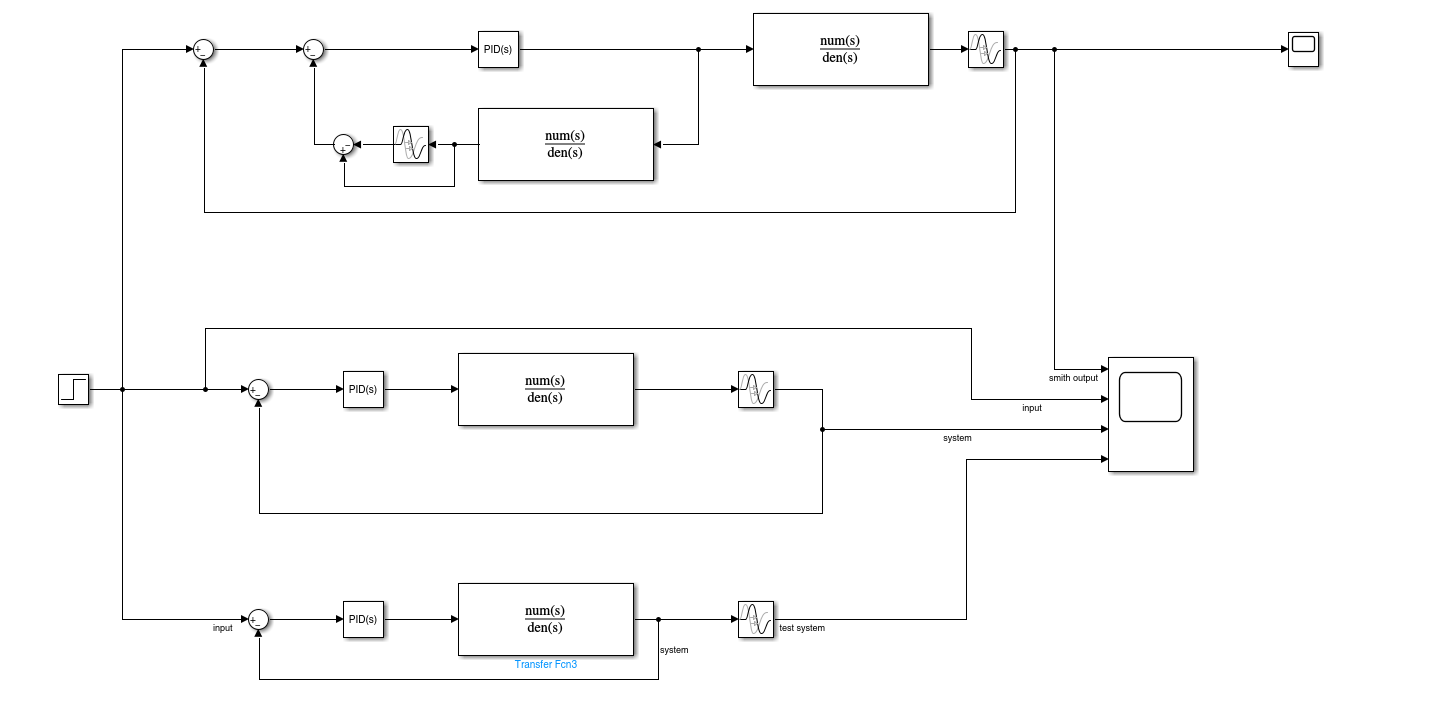 num(s)
den(s)
PID(s)
num(s)
den(s)
smith output
input
PID(s)
num(s)
den(s)
system
input
PID(s)
num(s)
den(s)
test system
system
Transfer Fcn3